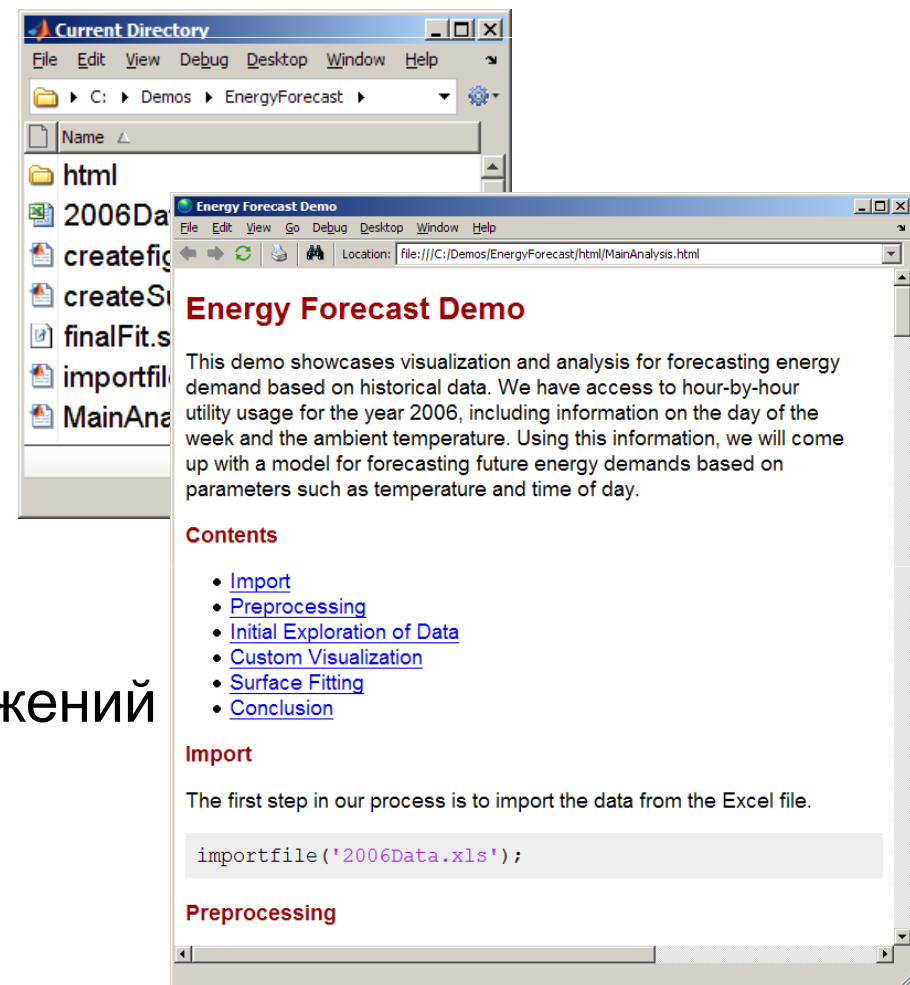 Current Directory
File Edit View Debug Desktop Window Help
C: Demos EnergyForecast
Name
html
2006Da
createfig
createSu
finalFit.s
importfil
MainAna
Energy Forecast Demo
File Edit View Go Debug Desktop Window Help
Location: file:///C:/Demos/EnergyForecast/html/MainAnalysis.html
Energy Forecast Demo
This demo showcases visualization and analysis for forecasting energy
demand based on historical data. We have access to hour-by-hour
utility usage for the year 2006, including information on the day of the
week and the ambient temperature. Using this information, we will come
up with a model for forecasting future energy demands based on
parameters such as temperature and time of day.
Contents
Import
Preprocessing
Initial Exploration of Data
Custom Visualization
Surface Fitting
Conclusion
жений
Import
The first step in our process is to import the data from the Excel file.
importfile('2006Data.xls');
Preprocessing